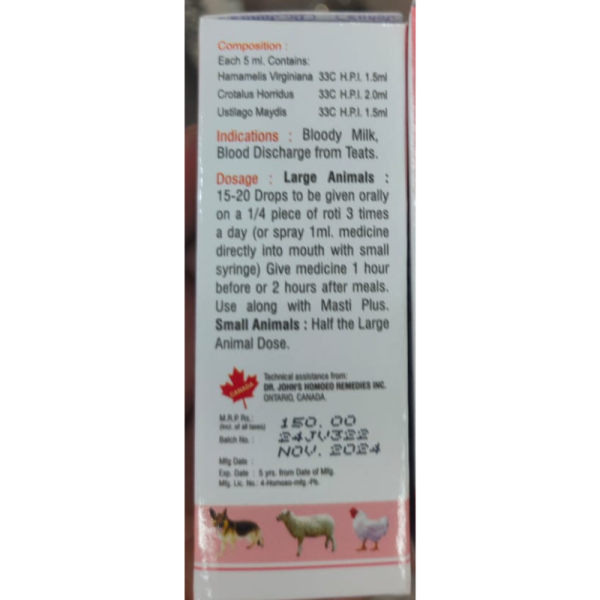 Composition :
Each 5 ml. Contains:
Hamamelis Virginiana 33C H.P.I. 1.5ml
Crotalus Horridus 33C H.P.I. 2.0ml
Ustilago Maydis 33C H.P.I. 1.5ml
Indications : Bloody Milk,
Blood Discharge from Teats.
Dosage : Large Animals :
15-20 Drops to be given orally
on a 1/4 piece of roti 3 times
a day (or spray 1ml. medicine
directly into mouth with small
syringe) Give medicine 1 hour
before or 2 hours after meals.
Use along with Masti Plus.
Small Animals : Half the Large
Animal Dose.
CANADA
Technical assistance from:
DR. JOHN'S HOMOEO REMEDIES INC.
ONTARIO, CANADA.
M.R.P. Rs.: 150.00
(Incl. of all taxes)
Batch No.: 24JV322
NOV. 2024
Mfg Date :
Exp. Date : 5 yrs. from Date of Mfg.
Mfg. Lic. No.: 4-Homoeo-mfg.-Pb.